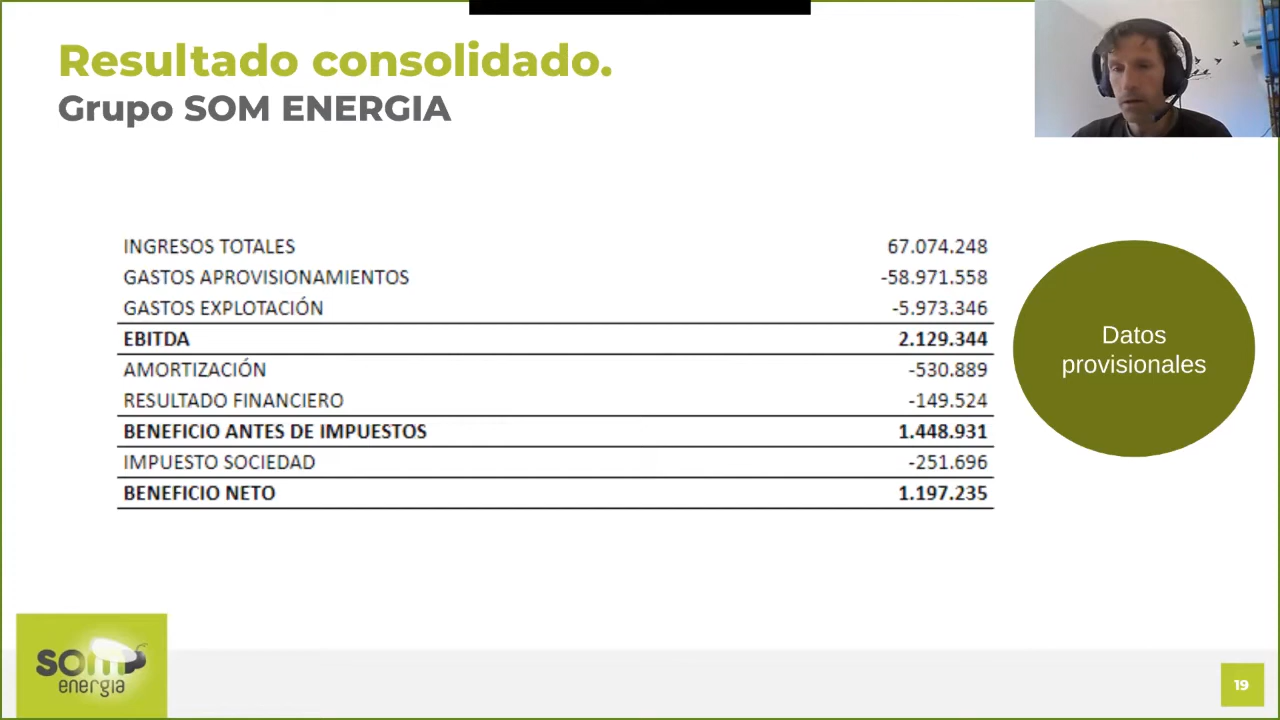 Resultado consolidado.
Grupo SOM ENERGIA
INGRESOS TOTALES 67.074.248
GASTOS APROVISIONAMIENTOS -58.971.558
GASTOS EXPLOTACIÓN -5.973.346
EBITDA 2.129.344
AMORTIZACIÓN -530.889
RESULTADO FINANCIERO -149.524
BENEFICIO ANTES DE IMPUESTOS 1.448.931
IMPUESTO SOCIEDAD -251.696
BENEFICIO NETO 1.197.235
Datos
provisionales
som
energia
19